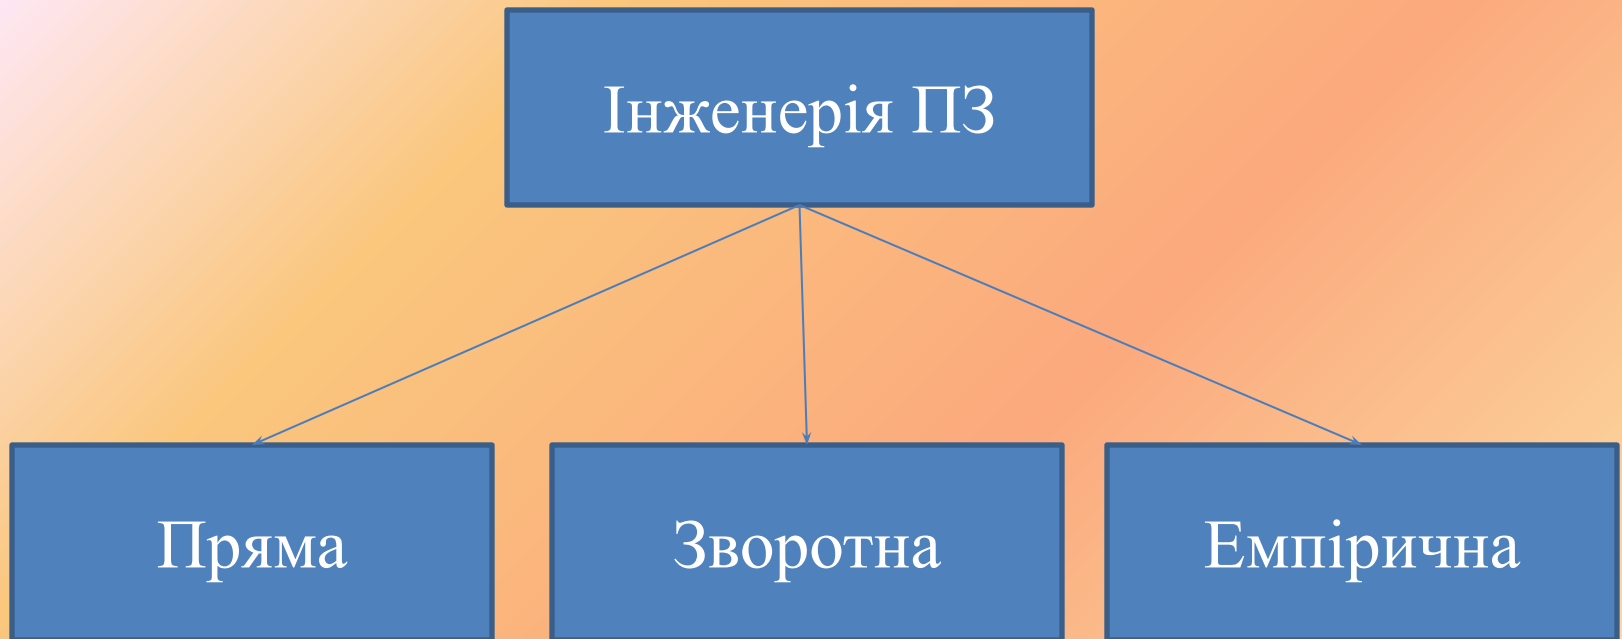 Інженерія ПЗ
Пряма
Зворотна
Емпірична